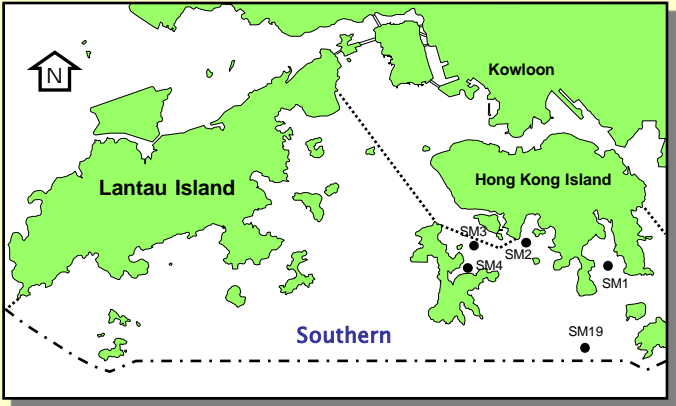 N
Kowloon
Lantau Island
Hong Kong Island
SM3
SM2
SM4
SM1
Southern
SM19